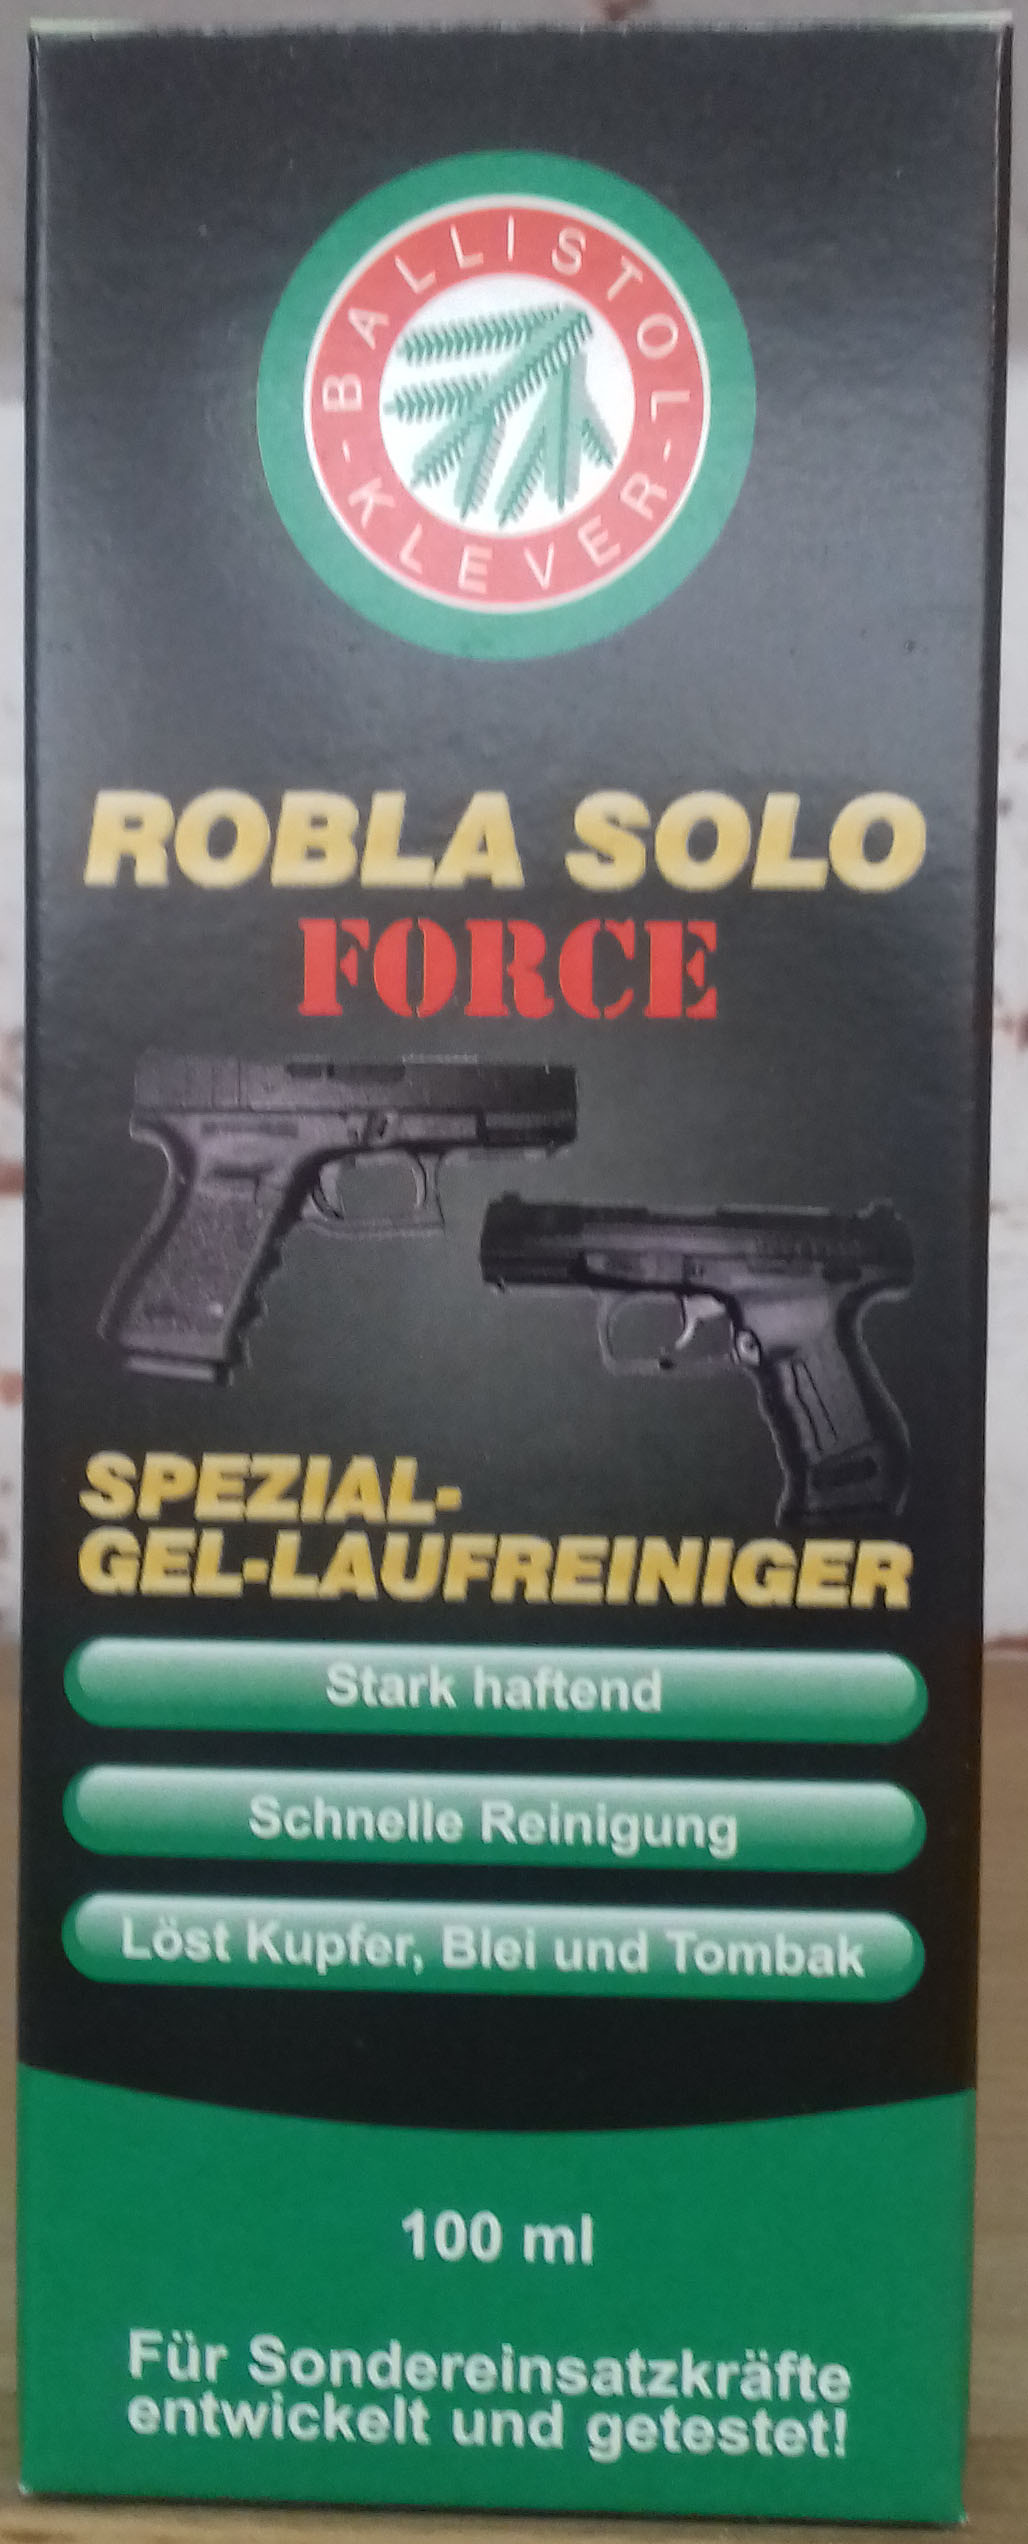 BALLISTOL
- KLEVER -
ROBLA SOLO
FORCE
SPEZIAL-
GEL-LAUFREINIGER
Stark haftend
Schnelle Reinigung
Löst Kupfer, Blei und Tombak
100 ml
Für Sondereinsatzkräfte
entwickelt und getestet!